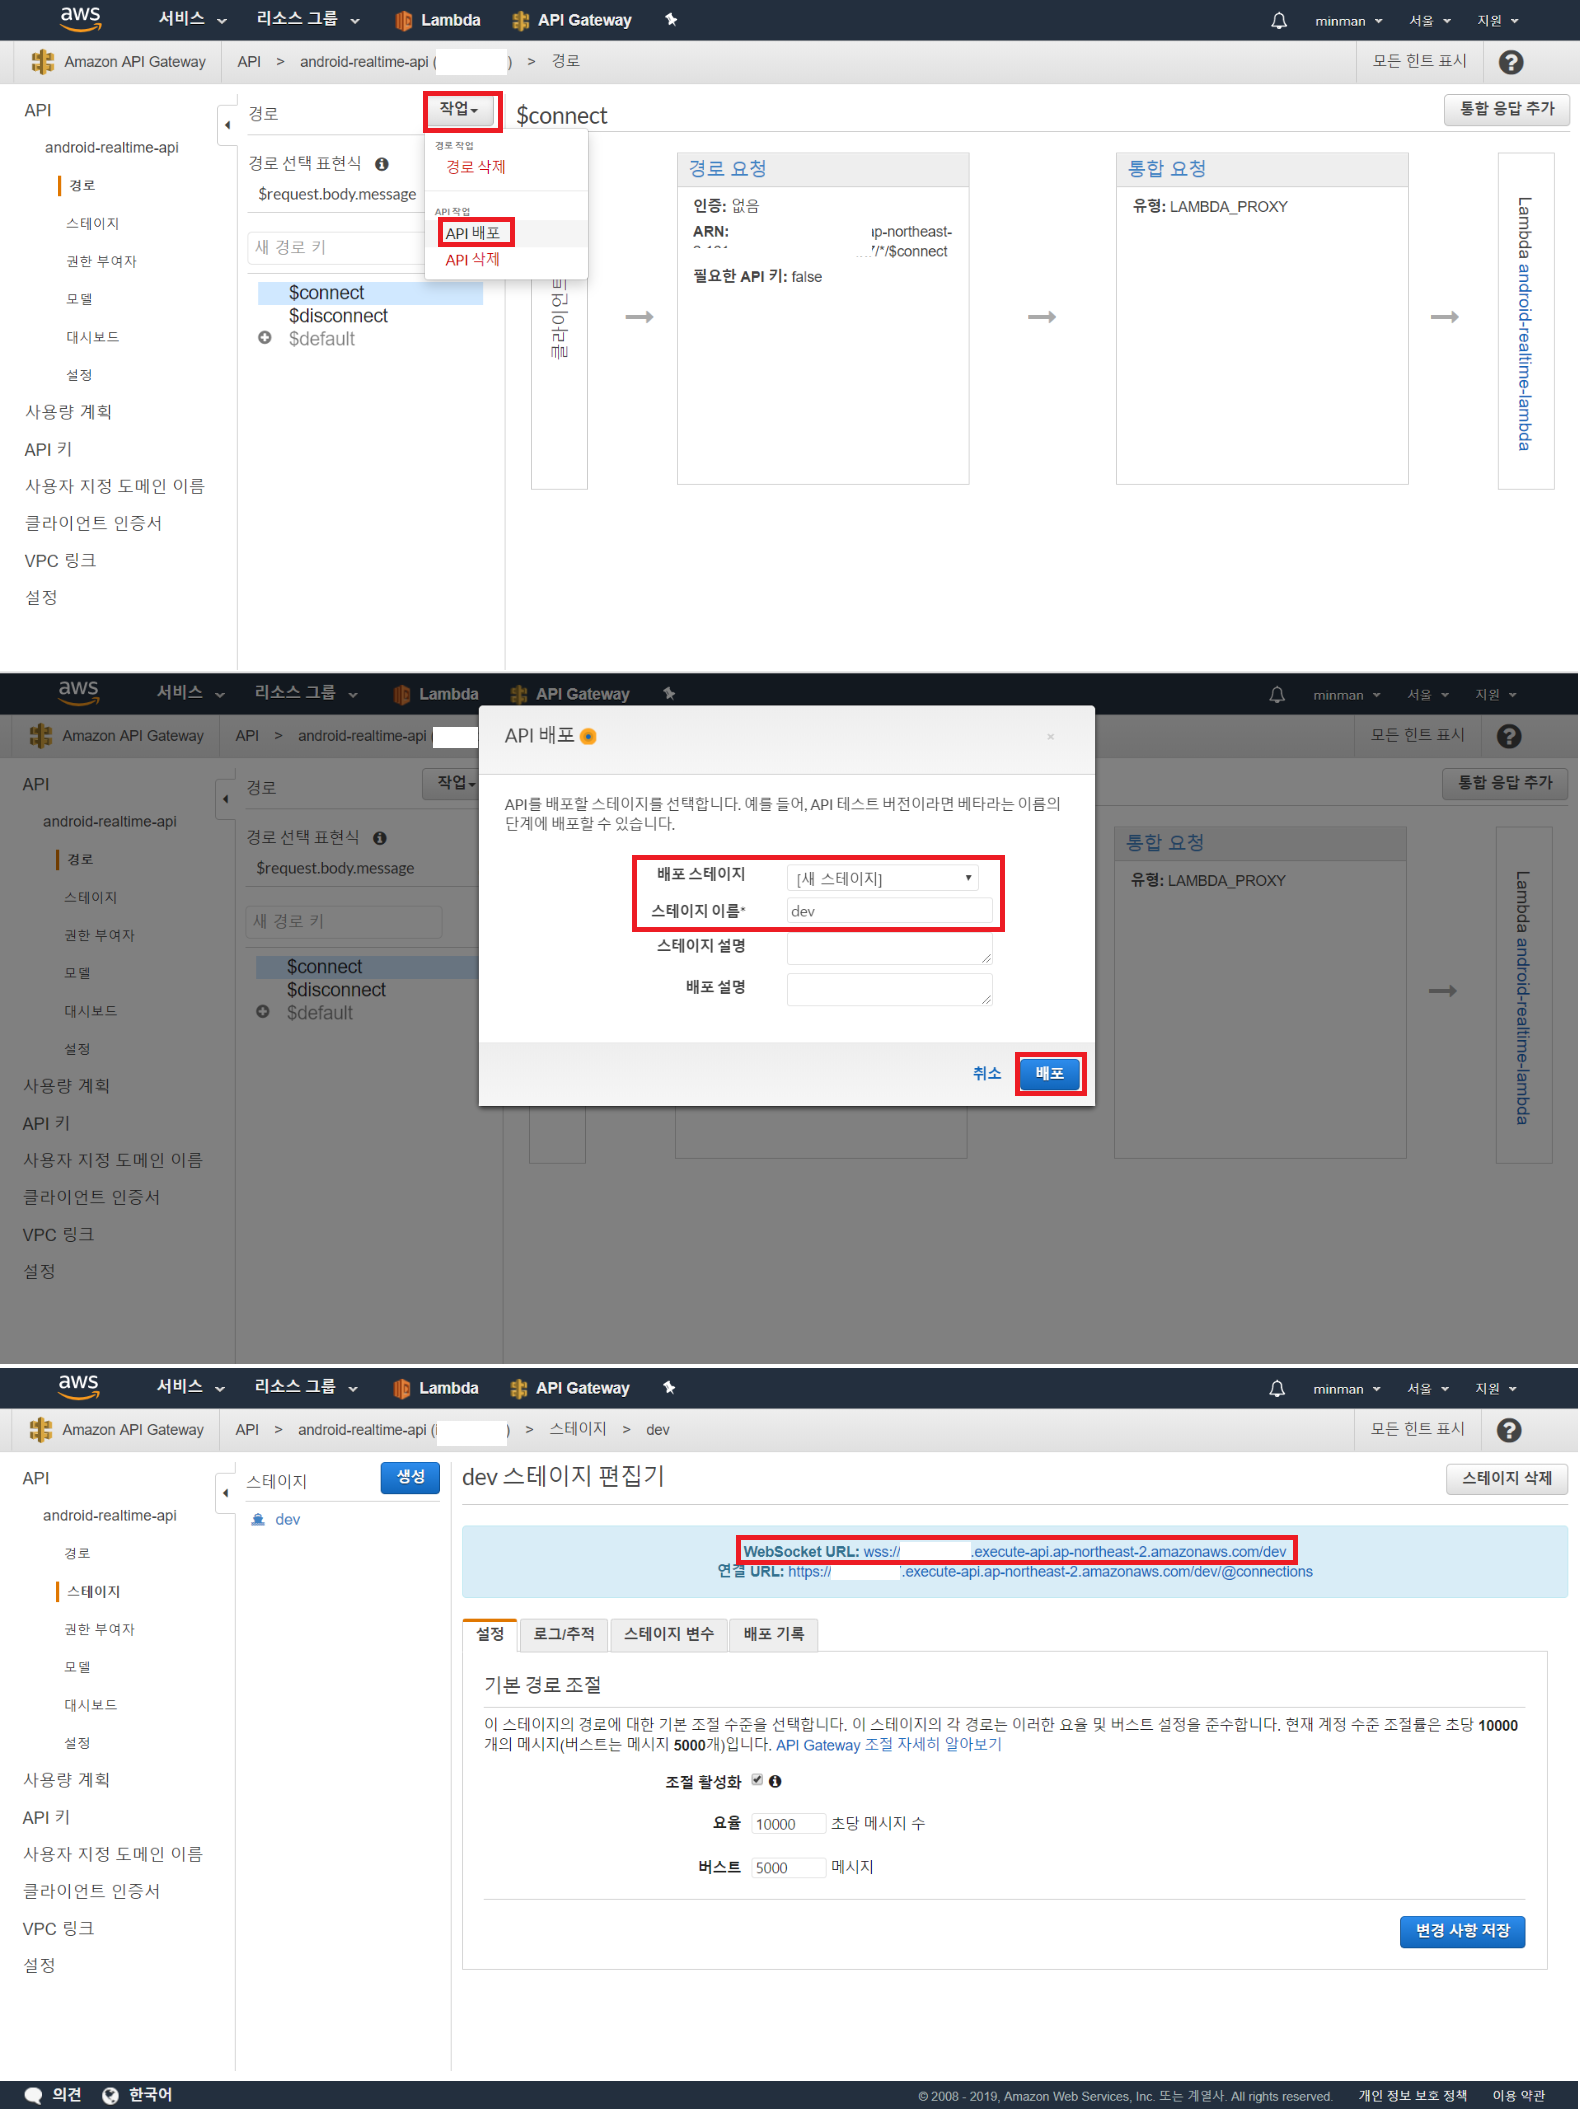 aws 서비스 리소스 그룹 Lambda API Gateway minman 서울 지원
Amazon API Gateway API > android-realtime-api ( ) > 경로 모든 힌트 표시
API
android-realtime-api
경로
스테이지
권한 부여자
모델
대시보드
설정
사용량 계획
API 키
사용자 지정 도메인 이름
클라이언트 인증서
VPC 링크
설정
경로 작업
경로 선택 표현식
$request.body.message
새 경로 키
$connect
$disconnect
$default
경로 작업
경로 삭제
API 작업
API 배포
API 삭제
$connect 통합 응답 추가
클라이언트
경로 요청
인증: 없음
ARN: ap-northeast-
/*/$connect
필요한 API 키: false
통합 요청
유형: LAMBDA_PROXY
Lambda android-realtime-lambda
aws 서비스 리소스 그룹 Lambda API Gateway minman 서울 지원
Amazon API Gateway API > android-realtime-api ( 모든 힌트 표시
API
android-realtime-api
경로
스테이지
권한 부여자
모델
대시보드
설정
사용량 계획
API 키
사용자 지정 도메인 이름
클라이언트 인증서
VPC 링크
설정
경로 작업
경로 선택 표현식
$request.body.message
새 경로 키
$connect
$disconnect
$default
API 배포 ×
API를 배포할 스테이지를 선택합니다. 예를 들어, API 테스트 버전이라면 베타라는 이름의
단계에 배포할 수 있습니다.
배포 스테이지 [새 스테이지]
스테이지 이름* dev
스테이지 설명
배포 설명
취소 배포
통합 응답 추가
통합 요청
유형: LAMBDA_PROXY
Lambda android-realtime-lambda
aws 서비스 리소스 그룹 Lambda API Gateway minman 서울 지원
Amazon API Gateway API > android-realtime-api (i ) > 스테이지 > dev 모든 힌트 표시
API
android-realtime-api
경로
스테이지
권한 부여자
모델
대시보드
설정
사용량 계획
API 키
사용자 지정 도메인 이름
클라이언트 인증서
VPC 링크
설정
스테이지 생성
dev
dev 스테이지 편집기 스테이지 삭제
WebSocket URL: wss:// .execute-api.ap-northeast-2.amazonaws.com/dev
연결 URL: https:// .execute-api.ap-northeast-2.amazonaws.com/dev/@connections
설정 로그/추적 스테이지 변수 배포 기록
기본 경로 조절
이 스테이지의 경로에 대한 기본 조절 수준을 선택합니다. 이 스테이지의 각 경로는 이러한 요율 및 버스트 설정을 준수합니다. 현재 계정 수준 조절률은 초당 10000
개의 메시지(버스트는 메시지 5000개)입니다. API Gateway 조절 자세히 알아보기
조절 활성화
요율 10000 초당 메시지 수
버스트 5000 메시지
변경 사항 저장
의견 한국어 © 2008 - 2019, Amazon Web Services, Inc. 또는 계열사. All rights reserved. 개인 정보 보호 정책 이용 약관